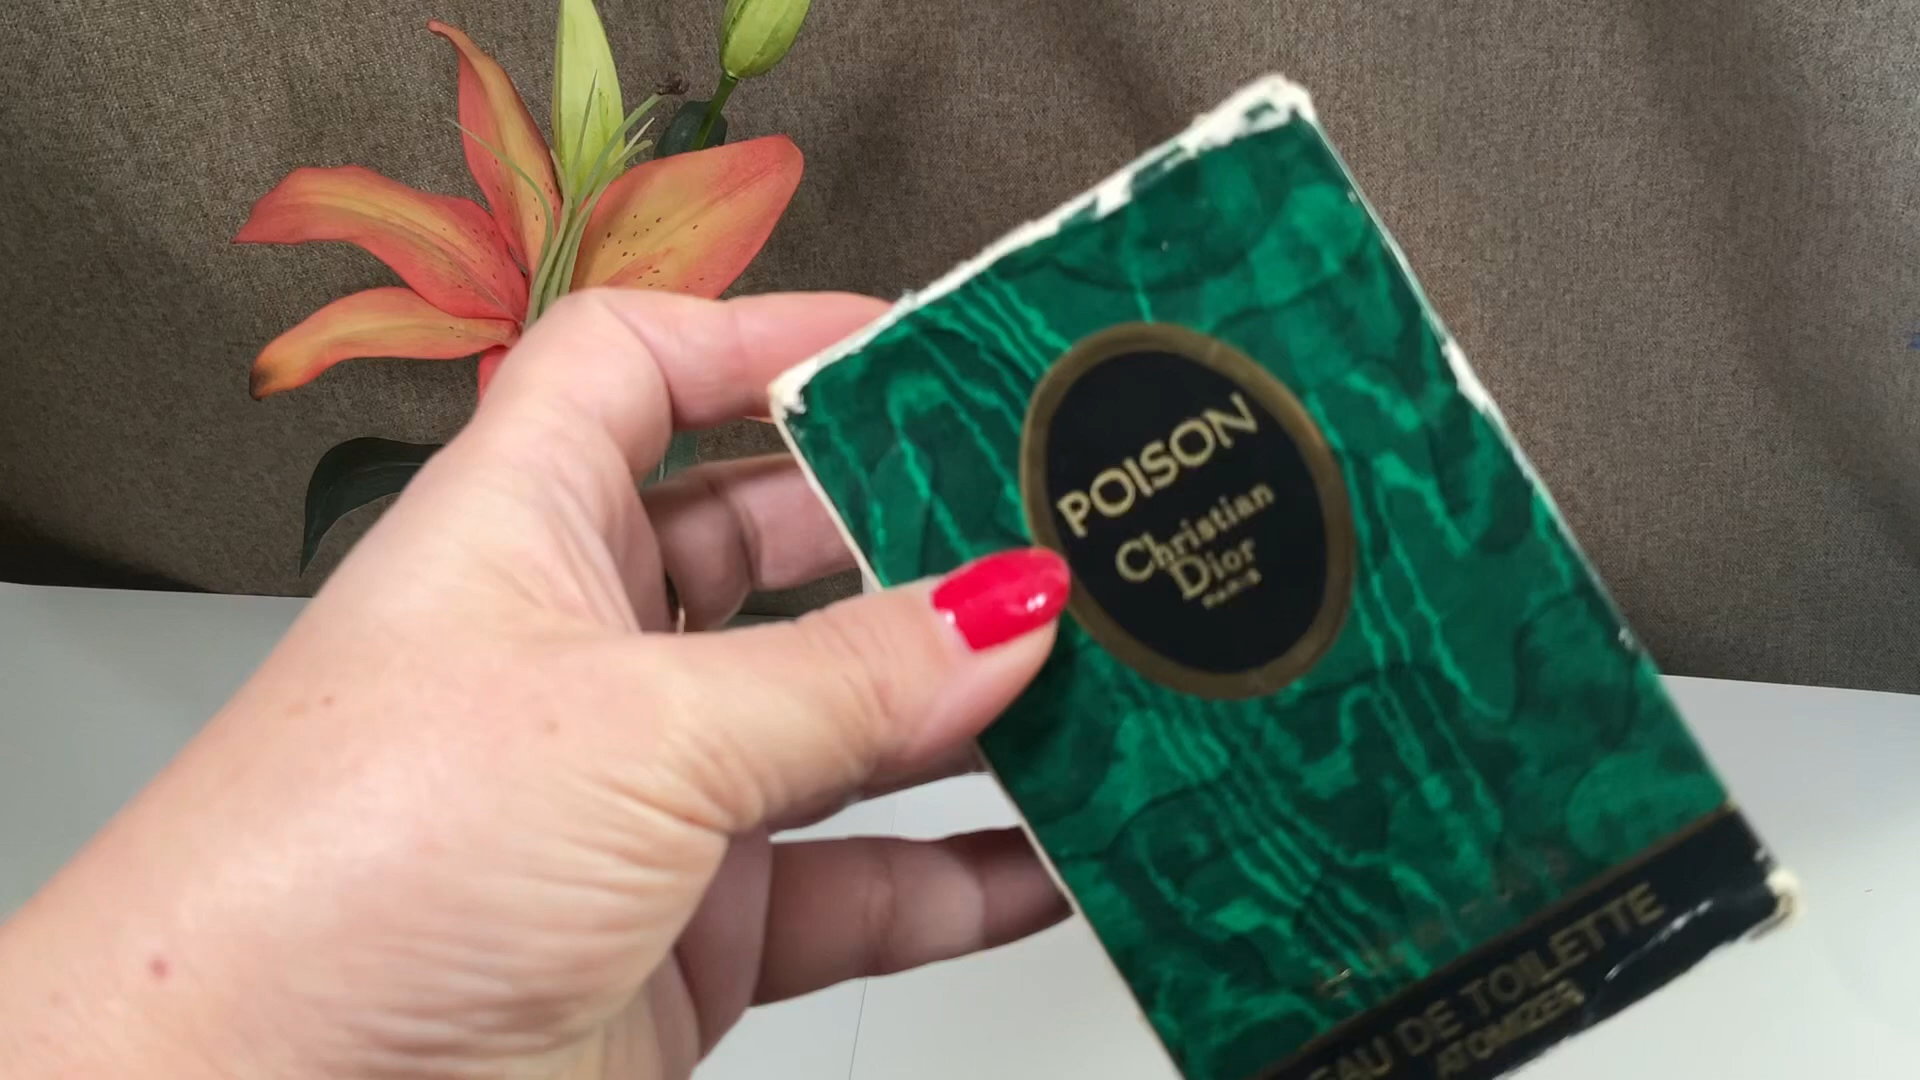 POISON
Christian
Dior
PARIS
EAU DE TOILETTE
ATOMIZER